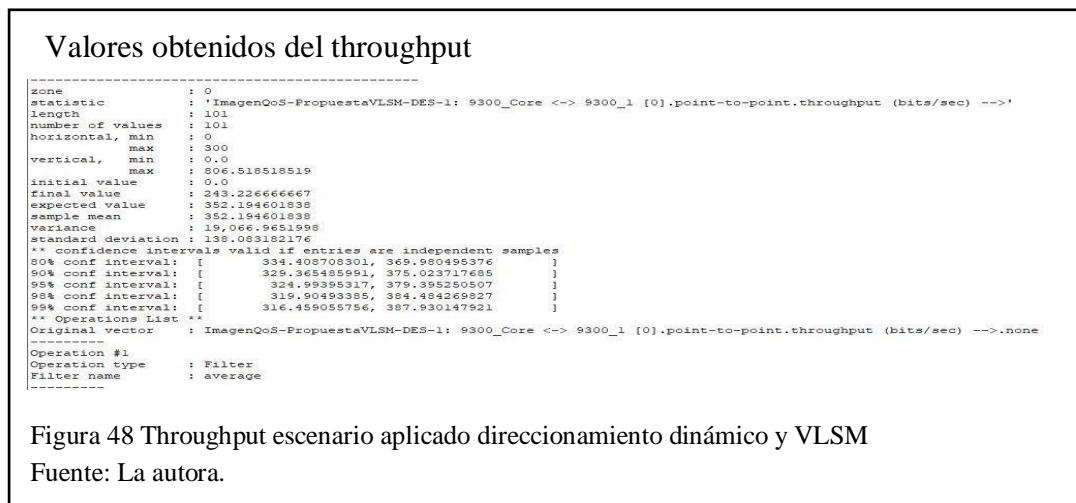 Valores obtenidos del throughput
-----------------------------------------------
zone : 0
statistic : 'ImagenQoS-PropuestaVLSM-DES-1: 9300_Core <-> 9300_1 [0].point-to-point.throughput (bits/sec) -->'
length : 101
number of values : 101
horizontal, min : 0
max : 300
vertical, min : 0.0
max : 806.518518519
initial value : 0.0
final value : 243.226666667
expected value : 352.194601838
sample mean : 352.194601838
variance : 19,066.9651998
standard deviation : 138.083182176
** confidence intervals valid if entries are independent samples
80% conf interval: [ 334.408708301, 369.980495376 ]
90% conf interval: [ 329.365485991, 375.023717685 ]
95% conf interval: [ 324.99395317, 379.395250507 ]
98% conf interval: [ 319.90493385, 384.484269827 ]
99% conf interval: [ 316.459055756, 387.930147921 ]
** Operations List **
Original vector : ImagenQoS-PropuestaVLSM-DES-1: 9300_Core <-> 9300_1 [0].point-to-point.throughput (bits/sec) -->.none
---------
Operation #1
Operation type : Filter
Filter name : average
---------
Figura 48 Throughput escenario aplicado direccionamiento dinámico y VLSM
Fuente: La autora.